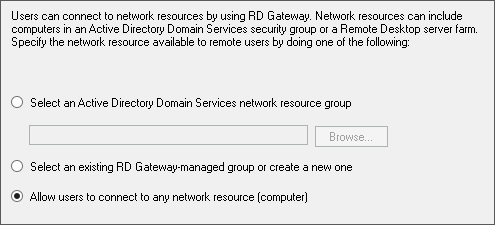 Users can connect to network resources by using RD Gateway. Network resources can include
computers in an Active Directory Domain Services security group or a Remote Desktop server farm.
Specify the network resource available to remote users by doing one of the following:
Select an Active Directory Domain Services network resource group
Browse...
Select an existing RD Gateway-managed group or create a new one
Allow users to connect to any network resource (computer)